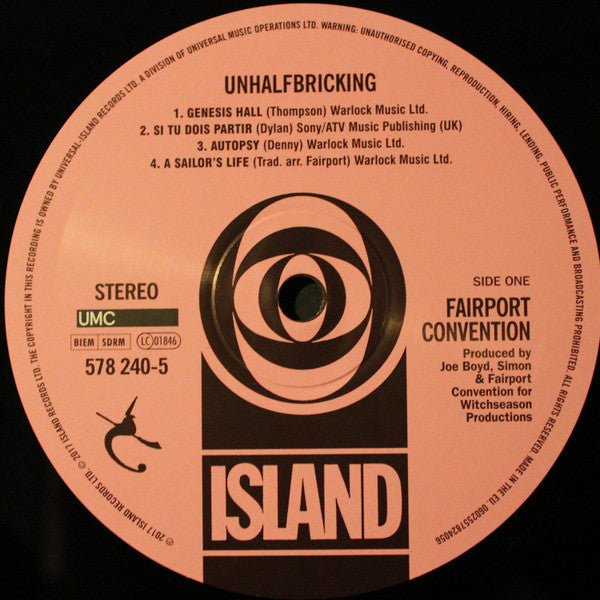 UNHALFBRICKING
1. GENESIS HALL (Thompson) Warlock Music Ltd.
2. SI TU DOIS PARTIR (Dylan) Sony/ATV Music Publishing (UK)
3. AUTOPSY (Denny) Warlock Music Ltd.
4. A SAILOR'S LIFE (Trad. arr. Fairport) Warlock Music Ltd.
STEREO
UMC
BIEM SDRM LC 01846
578 240-5
SIDE ONE
FAIRPORT
CONVENTION
Produced by
Joe Boyd, Simon
& Fairport
Convention for
Witchseason
Productions
ISLAND
℗ 2017 ISLAND RECORDS LTD. © 2017 ISLAND RECORDS LTD. THE COPYRIGHT IN THIS RECORDING IS OWNED BY UNIVERSAL-ISLAND RECORDS LTD. A DIVISION OF UNIVERSAL MUSIC OPERATIONS LTD. WARNING: UNAUTHORISED COPYING, REPRODUCTION, HIRING, LENDING, PUBLIC PERFORMANCE AND BROADCASTING PROHIBITED. ALL RIGHTS RESERVED. MADE IN THE EU. 0602557824056